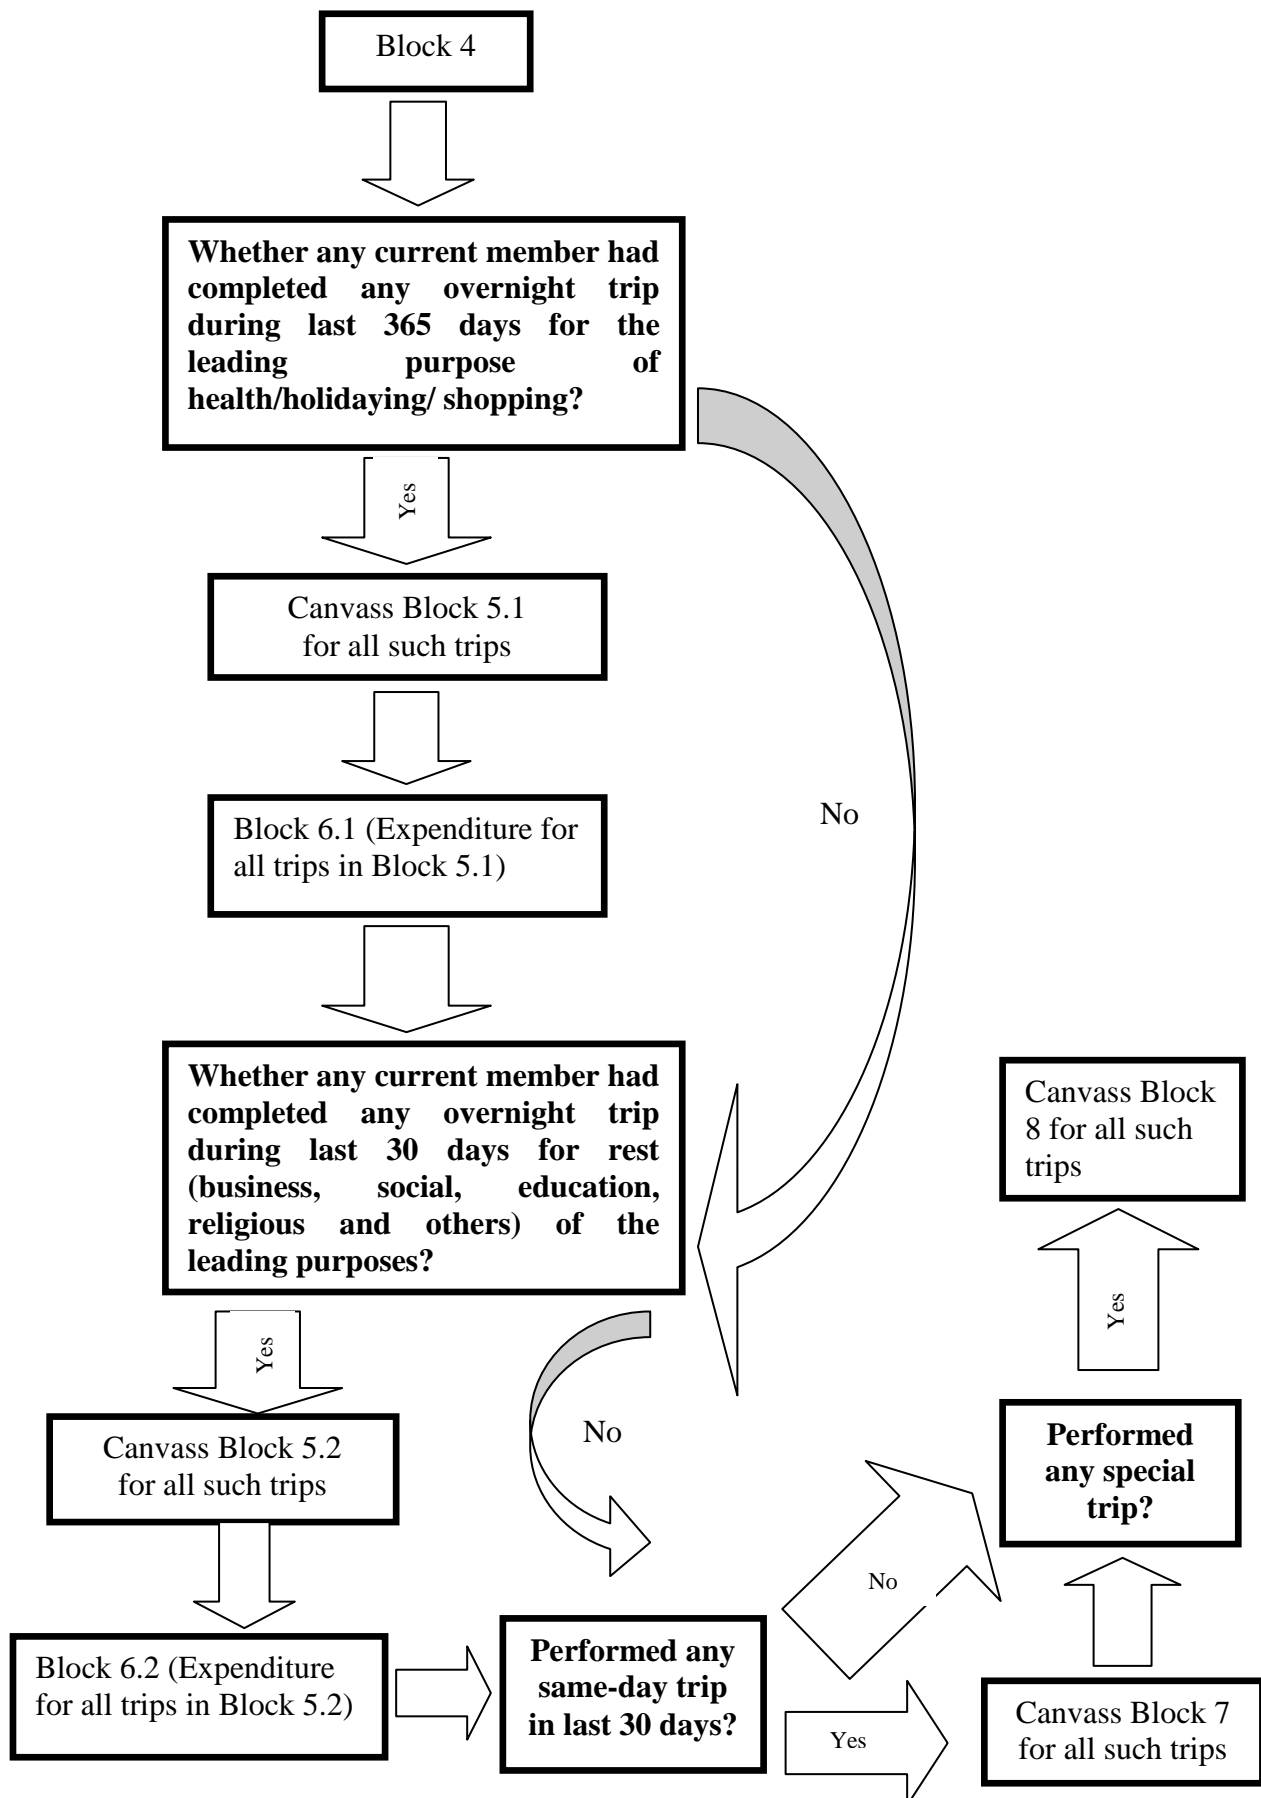 Block 4
Whether any current member had
completed any overnight trip
during last 365 days for the
leading purpose of
health/holidaying/ shopping?
Yes
Canvass Block 5.1
for all such trips
Block 6.1 (Expenditure for
all trips in Block 5.1)
No
Whether any current member had
completed any overnight trip
during last 30 days for rest
(business, social, education,
religious and others) of the
leading purposes?
Yes
No
Canvass Block 5.2
for all such trips
Block 6.2 (Expenditure
for all trips in Block 5.2)
Performed any
same-day trip
in last 30 days?
No
Yes
Canvass Block 7
for all such trips
Performed
any special
trip?
Yes
Canvass Block
8 for all such
trips